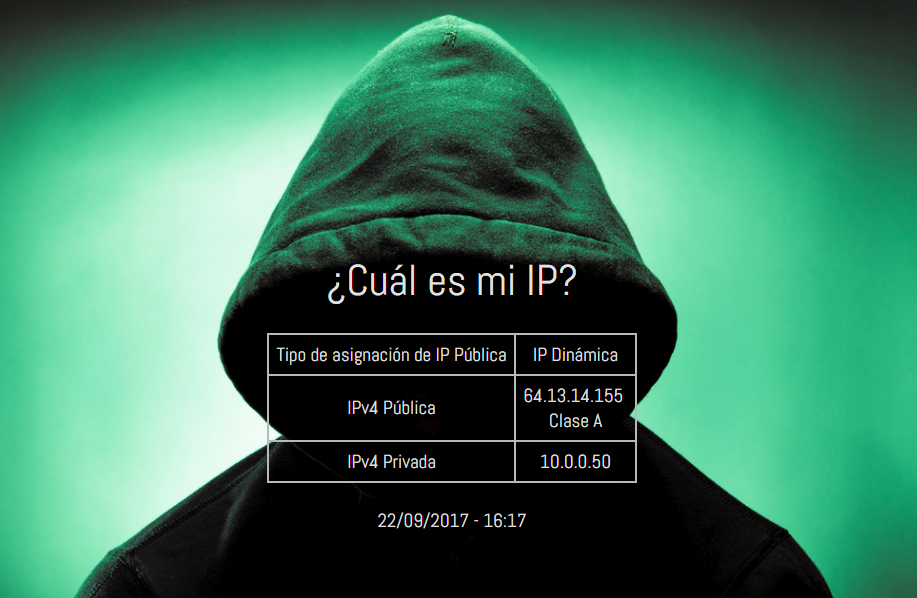 ¿Cuál es mi IP?
Tipo de asignación de IP Pública IP Dinámica
IPv4 Pública 64.13.14.155
Clase A
IPv4 Privada 10.0.0.50
22/09/2017 - 16:17